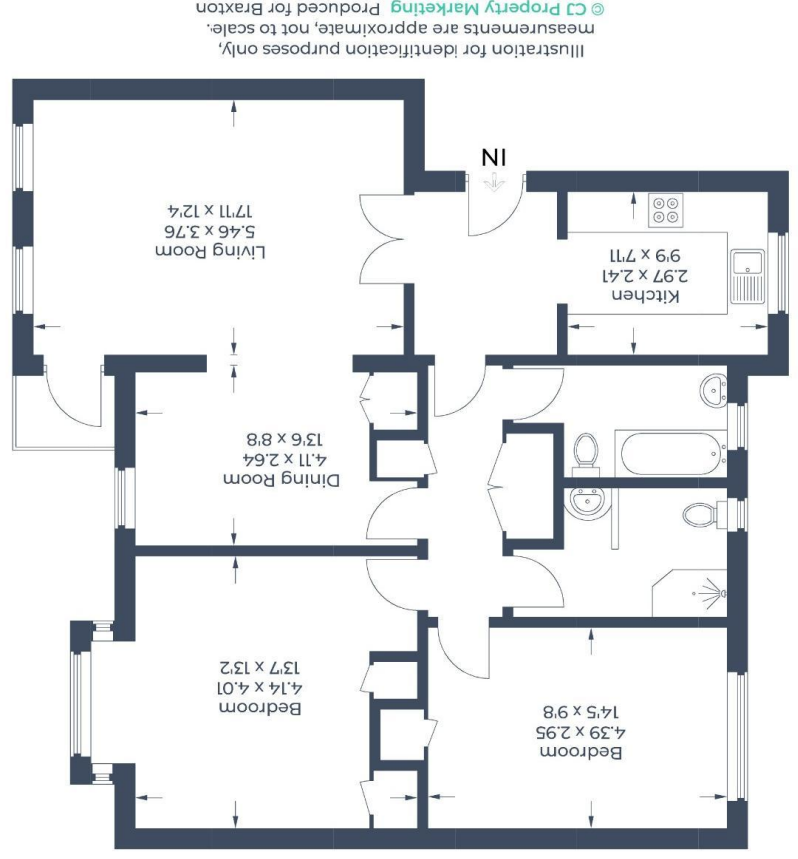 Bedroom
4.39 x 2.95
14'5 x 9'8
Bedroom
4.14 x 4.01
13'7 x 13'2
Dining Room
4.11 x 2.64
13'6 x 8'8
Kitchen
2.97 x 2.41
9'9 x 7'11
Living Room
5.46 x 3.76
17'11 x 12'4
IN
Illustration for identification purposes only,
measurements are approximate, not to scale.
© CJ Property Marketing Produced for Braxton